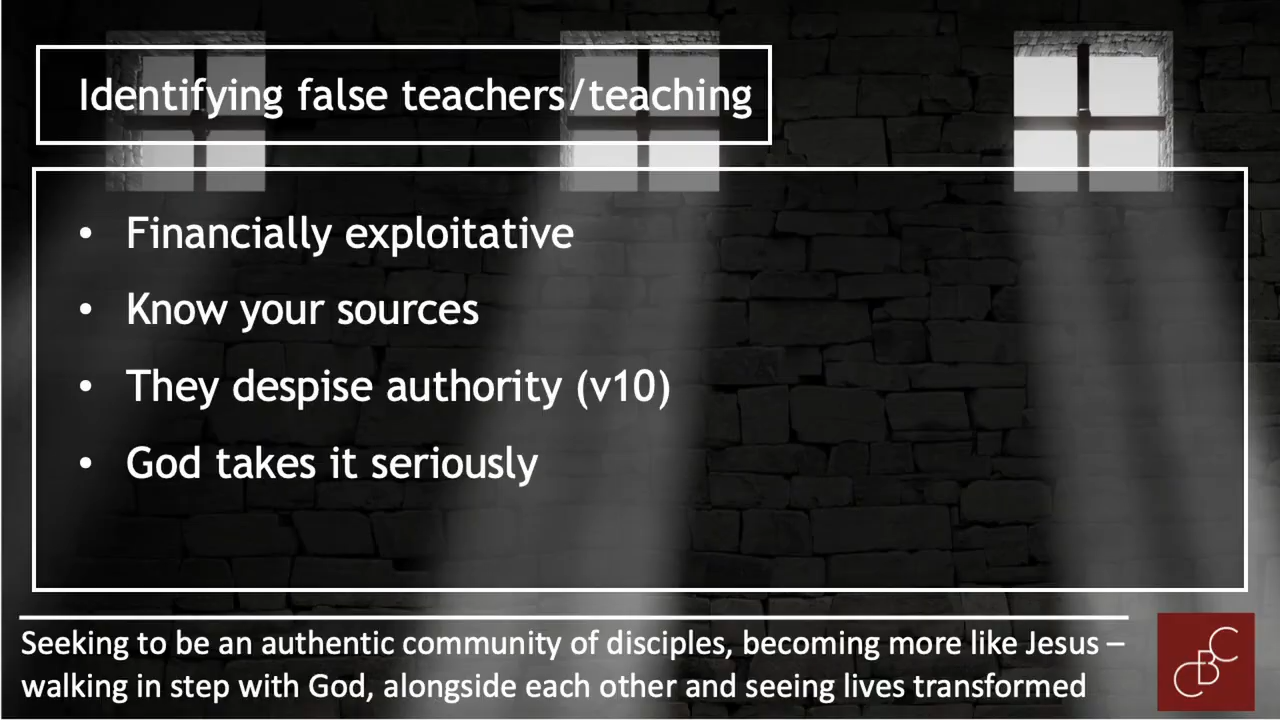 Identifying false teachers/teaching
• Financially exploitative
• Know your sources
• They despise authority (v10)
• God takes it seriously
Seeking to be an authentic community of disciples, becoming more like Jesus –
walking in step with God, alongside each other and seeing lives transformed
CBC